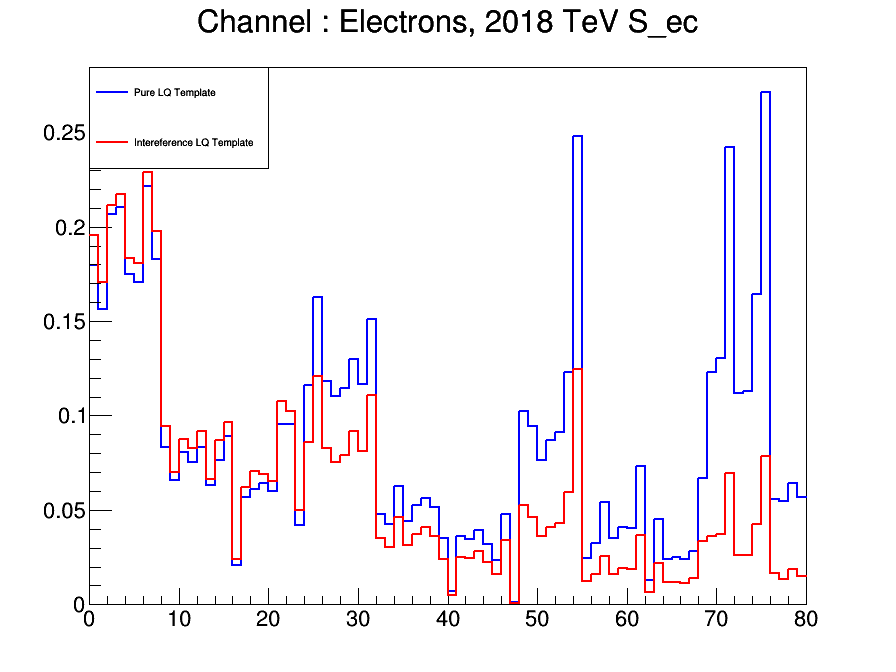 Channel : Electrons, 2018 TeV S_ec
Pure LQ Template
Intereference LQ Template
0.25
0.2
0.15
0.1
0.05
0
0 10 20 30 40 50 60 70 80